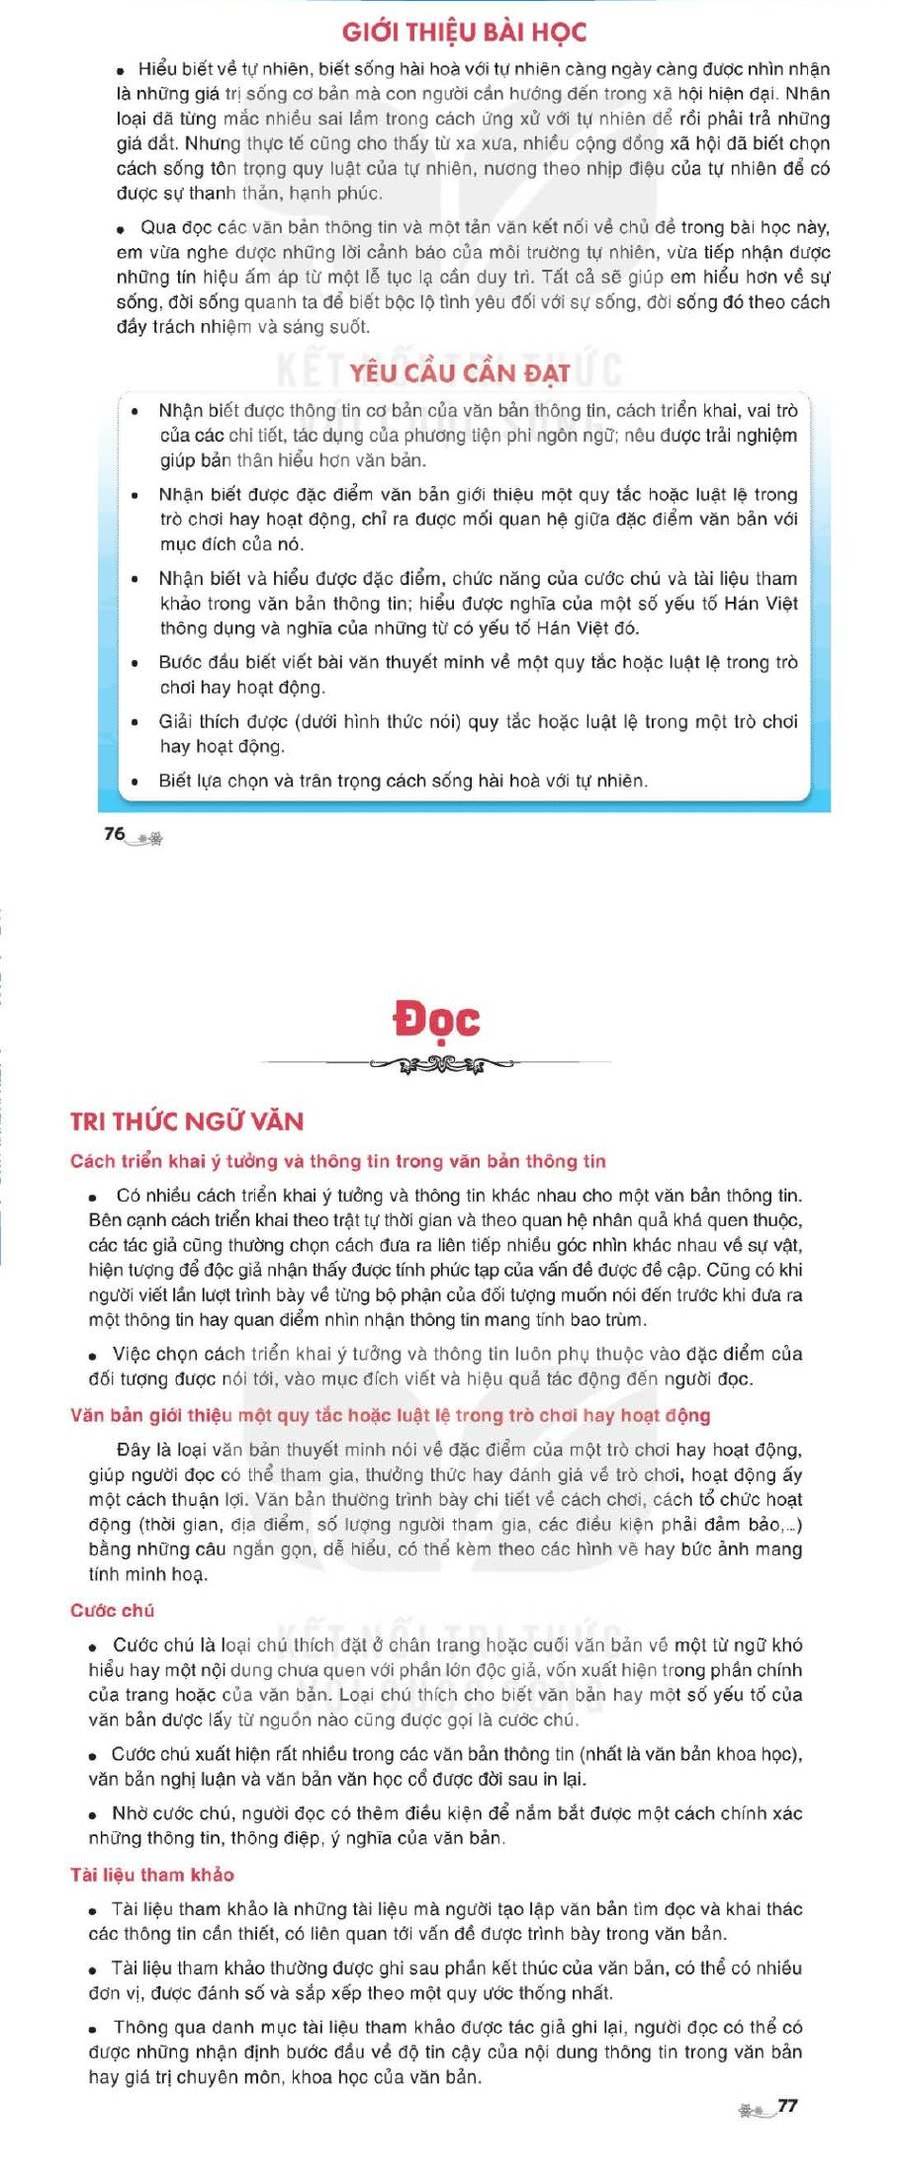 GIỚI THIỆU BÀI HỌC
• Hiểu biết về tự nhiên, biết sống hài hoà với tự nhiên càng ngày càng được nhìn nhận
là những giá trị sống cơ bản mà con người cần hướng đến trong xã hội hiện đại. Nhân
loại đã từng mắc nhiều sai lầm trong cách ứng xử với tự nhiên để rồi phải trả những
giá đắt. Nhưng thực tế cũng cho thấy từ xa xưa, nhiều cộng đồng xã hội đã biết chọn
cách sống tôn trọng quy luật của tự nhiên, nương theo nhịp điệu của tự nhiên để có
được sự thanh thản, hạnh phúc.
• Qua đọc các văn bản thông tin và một tản văn kết nối về chủ đề trong bài học này,
em vừa nghe được những lời cảnh báo của môi trường tự nhiên, vừa tiếp nhận được
những tín hiệu ấm áp từ một lễ tục lạ cần duy trì. Tất cả sẽ giúp em hiểu hơn về sự
sống, đời sống quanh ta để biết bộc lộ tình yêu đối với sự sống, đời sống đó theo cách
đầy trách nhiệm và sáng suốt.
KẾT NỐI TRI THỨC
YÊU CẦU CẦN ĐẠT
• Nhận biết được thông tin cơ bản của văn bản thông tin, cách triển khai, vai trò
của các chi tiết, tác dụng của phương tiện phi ngôn ngữ; nêu được trải nghiệm
giúp bản thân hiểu hơn văn bản.
• Nhận biết được đặc điểm văn bản giới thiệu một quy tắc hoặc luật lệ trong
trò chơi hay hoạt động, chỉ ra được mối quan hệ giữa đặc điểm văn bản với
mục đích của nó.
• Nhận biết và hiểu được đặc điểm, chức năng của cước chú và tài liệu tham
khảo trong văn bản thông tin; hiểu được nghĩa của một số yếu tố Hán Việt
thông dụng và nghĩa của những từ có yếu tố Hán Việt đó.
• Bước đầu biết viết bài văn thuyết minh về một quy tắc hoặc luật lệ trong trò
chơi hay hoạt động.
• Giải thích được (dưới hình thức nói) quy tắc hoặc luật lệ trong một trò chơi
hay hoạt động.
• Biết lựa chọn và trân trọng cách sống hài hoà với tự nhiên.
76
Đọc
TRI THỨC NGỮ VĂN
Cách triển khai ý tưởng và thông tin trong văn bản thông tin
• Có nhiều cách triển khai ý tưởng và thông tin khác nhau cho một văn bản thông tin.
Bên cạnh cách triển khai theo trật tự thời gian và theo quan hệ nhân quả khá quen thuộc,
các tác giả cũng thường chọn cách đưa ra liên tiếp nhiều góc nhìn khác nhau về sự vật,
hiện tượng để độc giả nhận thấy được tính phức tạp của vấn đề được đề cập. Cũng có khi
người viết lần lượt trình bày về từng bộ phận của đối tượng muốn nói đến trước khi đưa ra
một thông tin hay quan điểm nhìn nhận thông tin mang tính bao trùm.
• Việc chọn cách triển khai ý tưởng và thông tin luôn phụ thuộc vào đặc điểm của
đối tượng được nói tới, vào mục đích viết và hiệu quả tác động đến người đọc.
Văn bản giới thiệu một quy tắc hoặc luật lệ trong trò chơi hay hoạt động
Đây là loại văn bản thuyết minh nói về đặc điểm của một trò chơi hay hoạt động,
giúp người đọc có thể tham gia, thưởng thức hay đánh giá về trò chơi, hoạt động ấy
một cách thuận lợi. Văn bản thường trình bày chi tiết về cách chơi, cách tổ chức hoạt
động (thời gian, địa điểm, số lượng người tham gia, các điều kiện phải đảm bảo,...)
bằng những câu ngắn gọn, dễ hiểu, có thể kèm theo các hình vẽ hay bức ảnh mang
tính minh hoạ.
Cước chú
KẾT NỐI TRI THỨC
• Cước chú là loại chú thích đặt ở chân trang hoặc cuối văn bản về một từ ngữ khó
hiểu hay một nội dung chưa quen với phần lớn độc giả, vốn xuất hiện trong phần chính
của trang hoặc của văn bản. Loại chú thích cho biết văn bản hay một số yếu tố của
VỚI CUỘC SỐNG
văn bản được lấy từ nguồn nào cũng được gọi là cước chú.
• Cước chú xuất hiện rất nhiều trong các văn bản thông tin (nhất là văn bản khoa học),
văn bản nghị luận và văn bản văn học cổ được đời sau in lại.
• Nhờ cước chú, người đọc có thêm điều kiện để nắm bắt được một cách chính xác
những thông tin, thông điệp, ý nghĩa của văn bản.
Tài liệu tham khảo
• Tài liệu tham khảo là những tài liệu mà người tạo lập văn bản tìm đọc và khai thác
các thông tin cần thiết, có liên quan tới vấn đề được trình bày trong văn bản.
• Tài liệu tham khảo thường được ghi sau phần kết thúc của văn bản, có thể có nhiều
đơn vị, được đánh số và sắp xếp theo một quy ước thống nhất.
• Thông qua danh mục tài liệu tham khảo được tác giả ghi lại, người đọc có thể có
được những nhận định bước đầu về độ tin cậy của nội dung thông tin trong văn bản
hay giá trị chuyên môn, khoa học của văn bản.
77